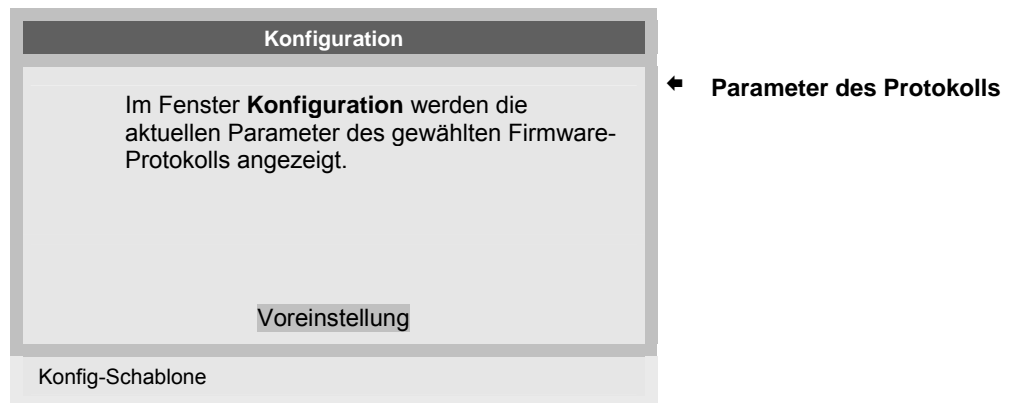 Konfiguration
Parameter des Protokolls
Im Fenster Konfiguration werden die
aktuellen Parameter des gewählten Firmware-
Protokolls angezeigt.
Voreinstellung
Konfig-Schablone